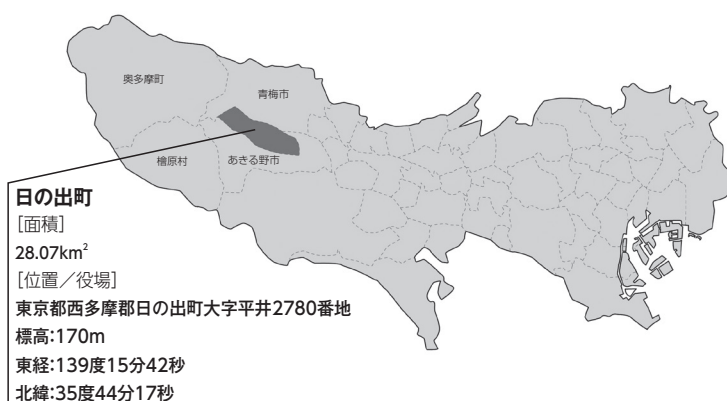 奥多摩町
青梅市
檜原村
あきる野市
日の出町
[面積]
28.07km²
[位置／役場]
東京都西多摩郡日の出町大字平井2780番地
標高:170m
東経:139度15分42秒
北緯:35度44分17秒